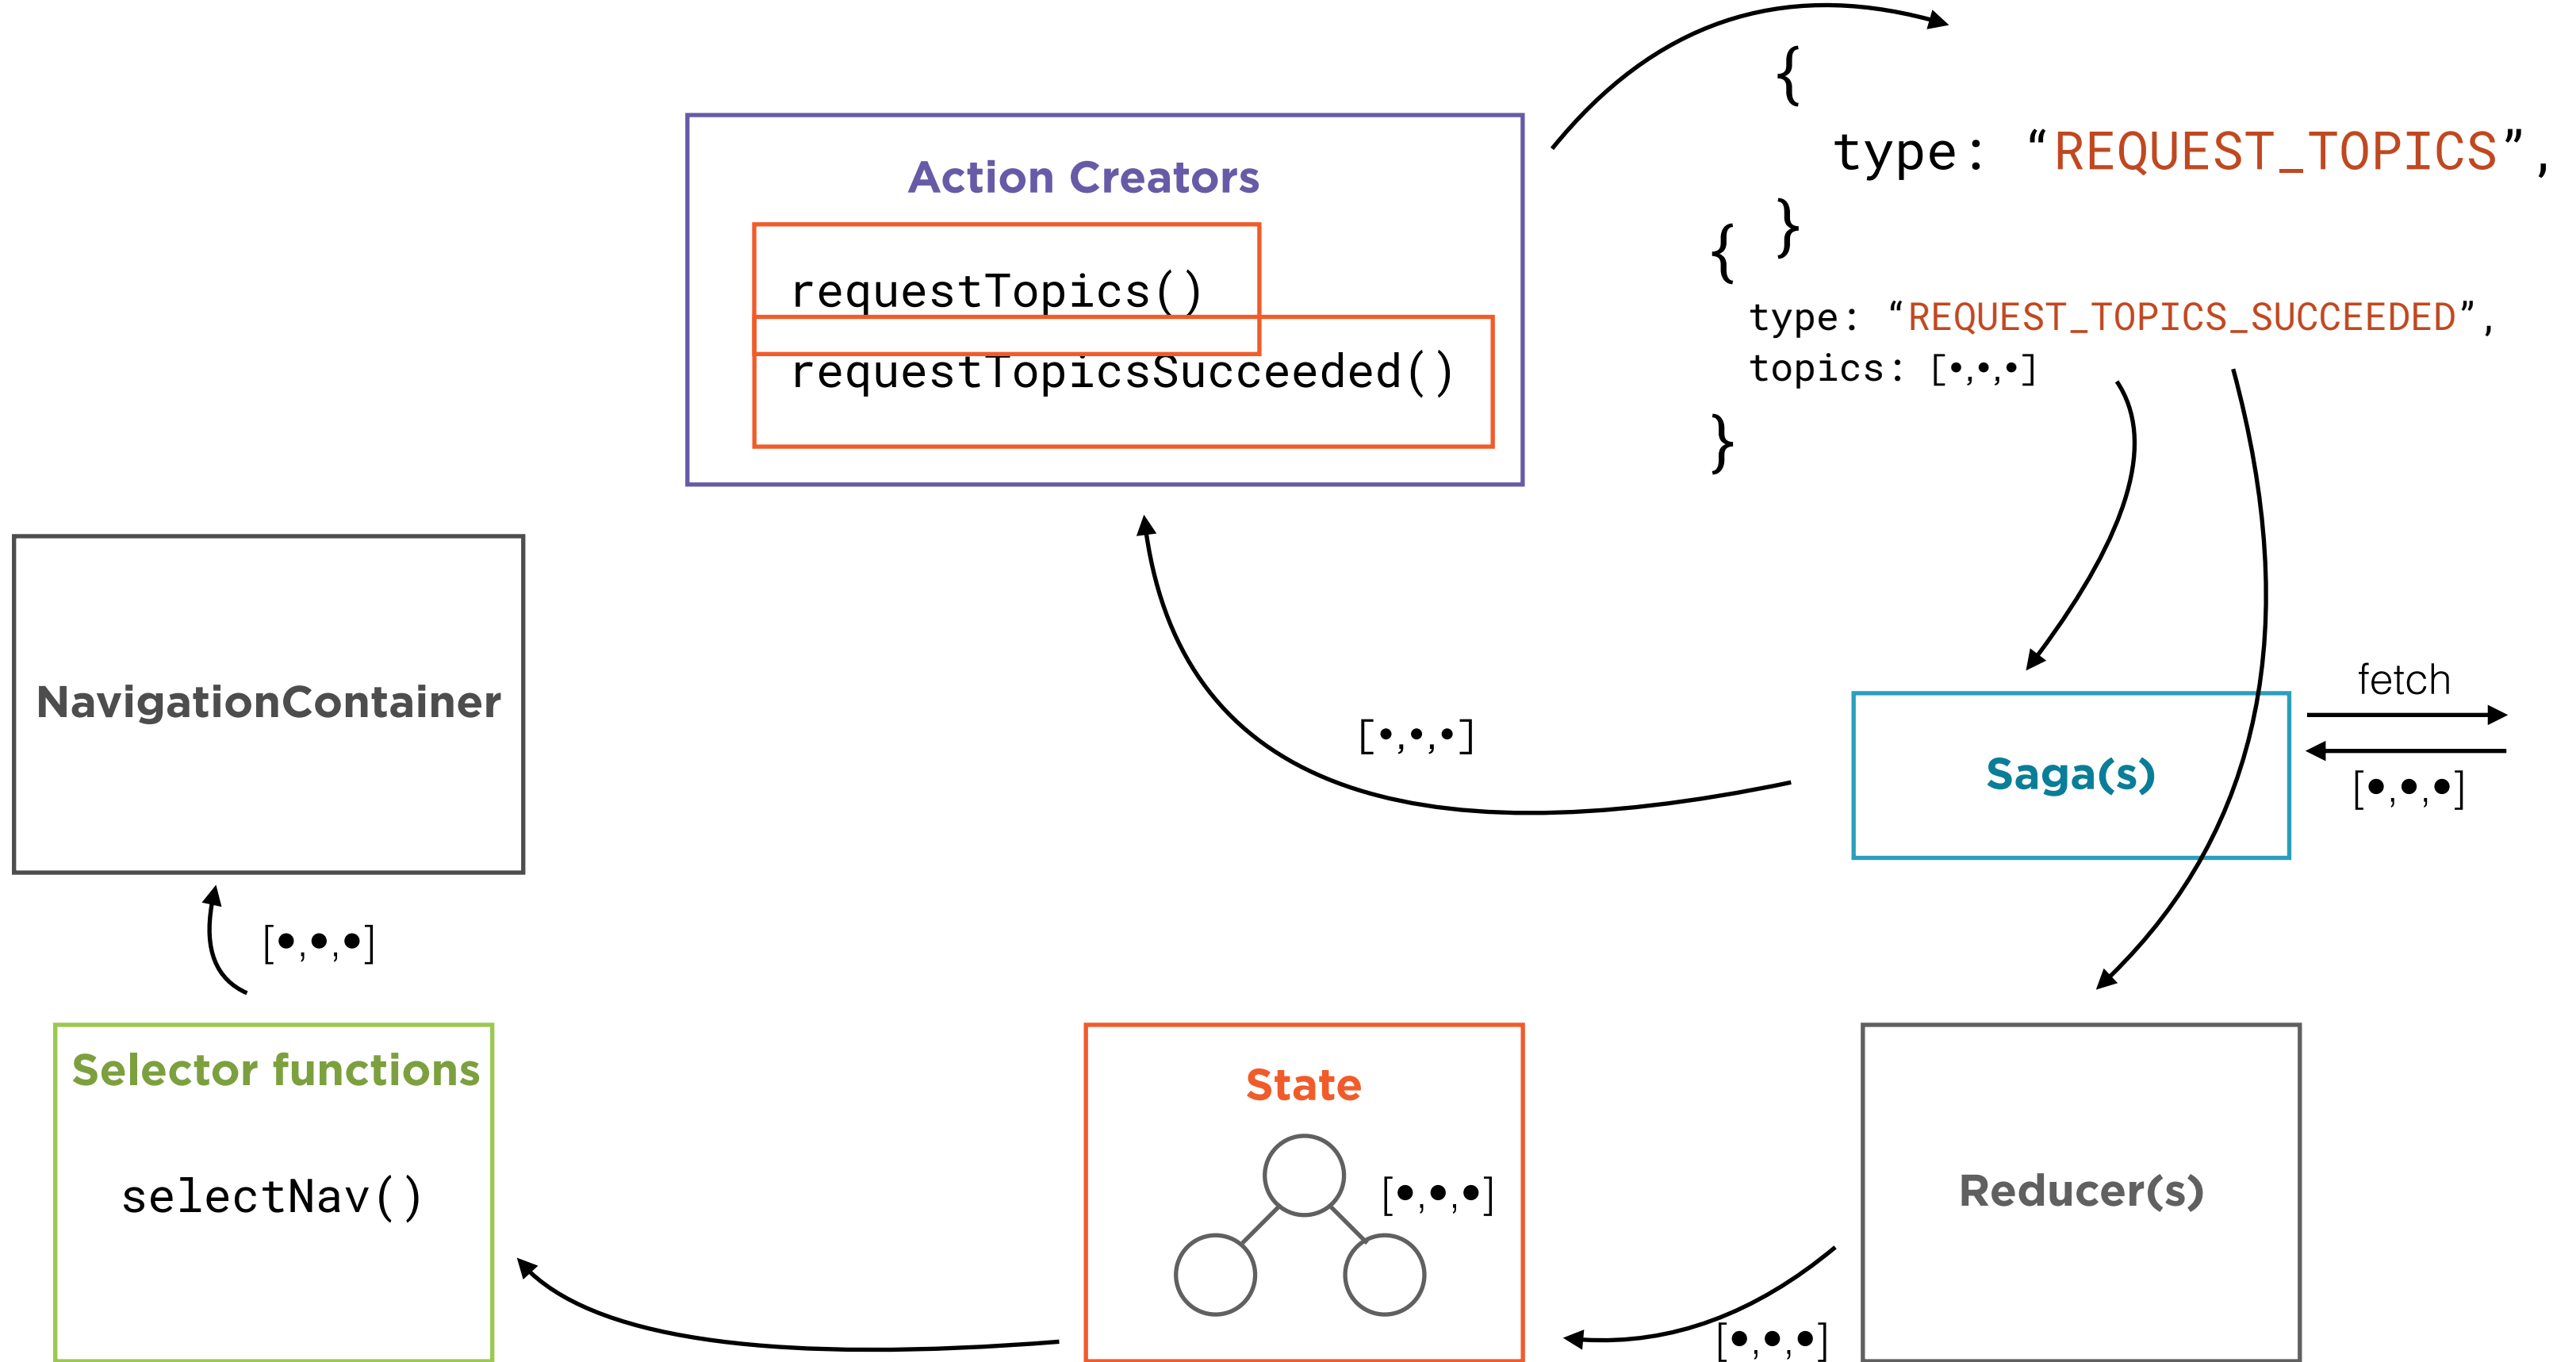 {
type: “REQUEST_TOPICS”,
}
Action Creators
requestTopics()
requestTopicsSucceeded()
{
type: “REQUEST_TOPICS_SUCCEEDED”,
topics: [•,•,•]
}
NavigationContainer
[•,•,•]
Saga(s)
fetch
[•,•,•]
[•,•,•]
Selector functions
selectNav()
State
[•,•,•]
Reducer(s)
[•,•,•]